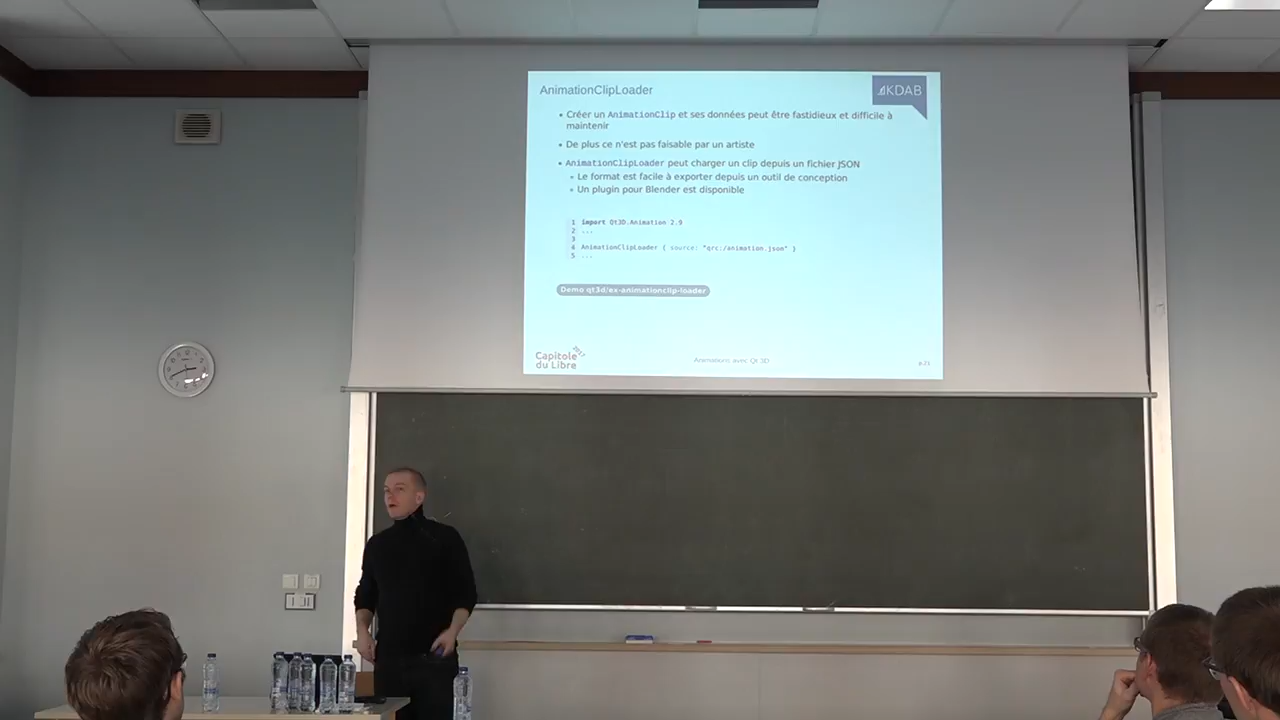 AnimationClipLoader
KDAB
• Créer un AnimationClip et ses données peut être fastidieux et difficile à
maintenir
• De plus ce n'est pas faisable par un artiste
• AnimationClipLoader peut charger un clip depuis un fichier JSON
• Le format est facile à exporter depuis un outil de conception
• Un plugin pour Blender est disponible
1 import Qt3D.Animation 2.9
2 ...
3
4 AnimationClipLoader { source: "qrc:/animation.json" }
5 ...
Demo qt3d/ex-animationclip-loader
Capitole 2017
du Libre
Animations avec Qt 3D